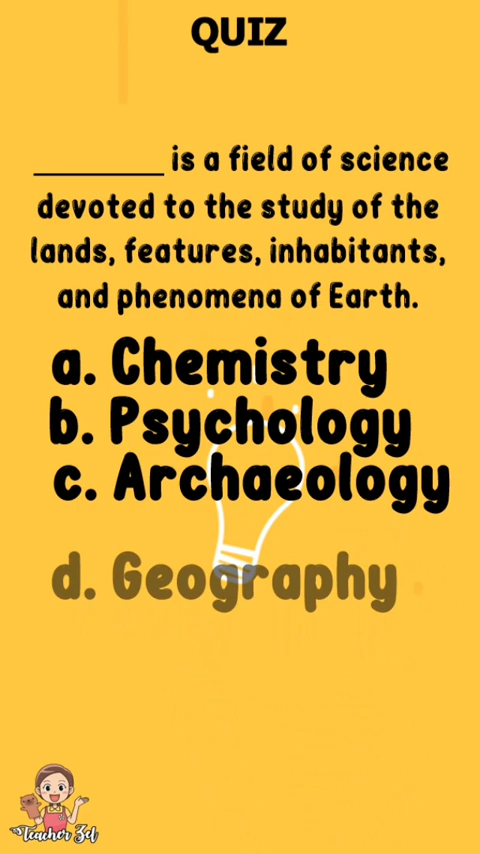 QUIZ
________ is a field of science
devoted to the study of the
lands, features, inhabitants,
and phenomena of Earth.
a. Chemistry
b. Psychology
c. Archaeology
d. Geography
Teacher Zel